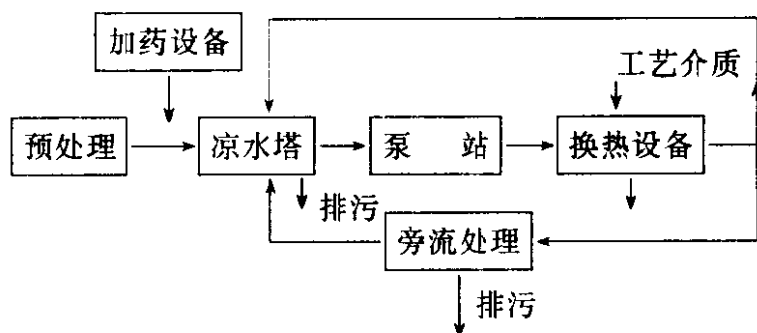 加药设备
工艺介质
预处理
凉水塔
泵 站
换热设备
排污
旁流处理
排污